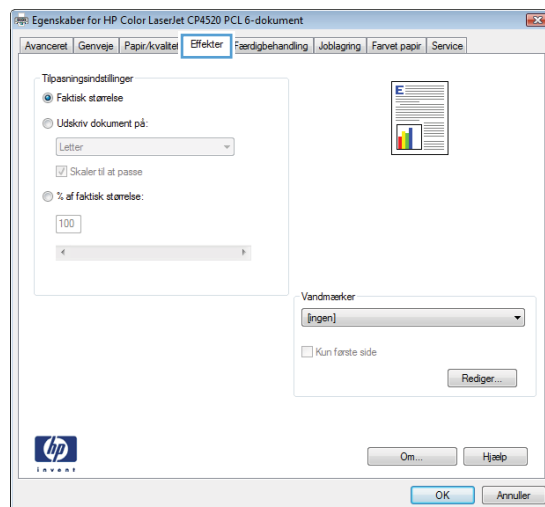 Egenskaber for HP Color LaserJet CP4520 PCL 6-dokument
Avanceret Genveje Papir/kvalitet Effekter Færdigbehandling Joblagring Farvet papir Service
Tilpasningsindstillinger
Faktisk størrelse
Udskriv dokument på:
Letter
Skaler til at passe
% af faktisk størrelse:
100
E
Vandmærker
[ingen]
Kun første side
Rediger...
hp
invent
Om... Hjælp
OK Annuller